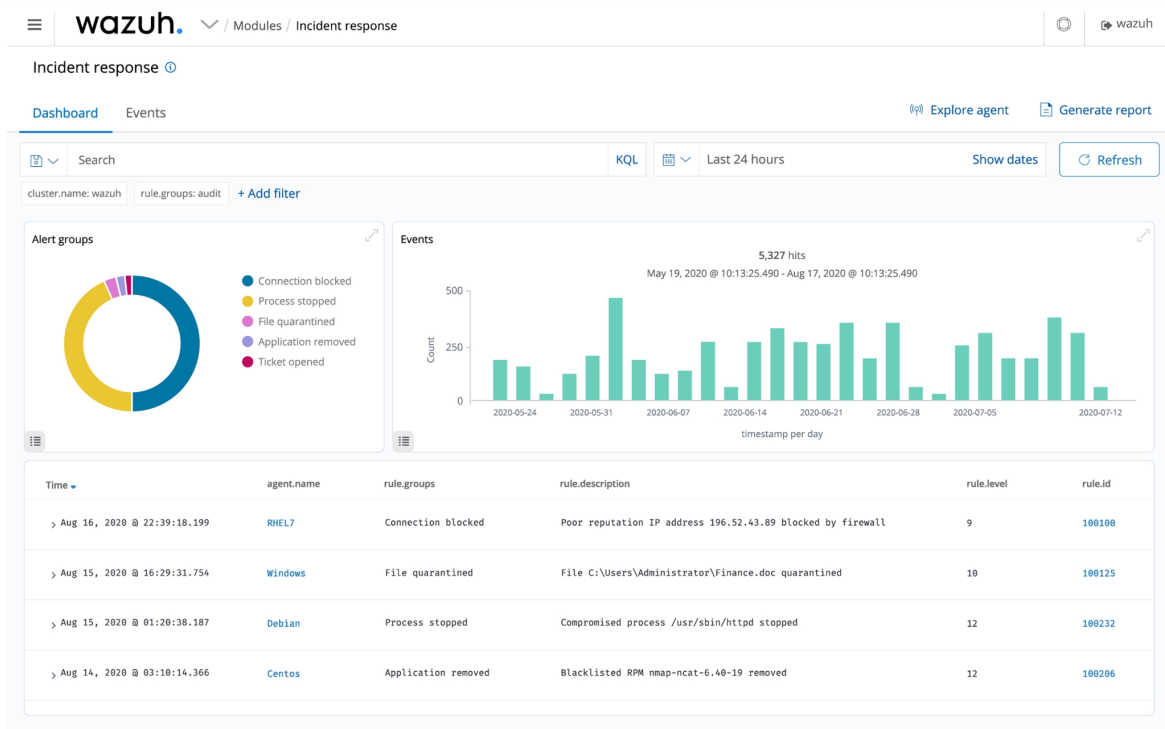 wazuh. / Modules / Incident response wazuh
Incident response
Dashboard Events Explore agent Generate report
Search KQL Last 24 hours Show dates Refresh
cluster.name: wazuh rule.groups: audit + Add filter
Alert groups
Connection blocked
Process stopped
File quarantined
Application removed
Ticket opened
Events
5,327 hits
May 19, 2020 @ 10:13:25.490 - Aug 17, 2020 @ 10:13:25.490
500
250
0
Count
2020-05-24 2020-05-31 2020-06-07 2020-06-14 2020-06-21 2020-06-28 2020-07-05 2020-07-12
timestamp per day
Time agent.name rule.groups rule.description rule.level rule.id
Aug 16, 2020 @ 22:39:18.199 RHEL7 Connection blocked Poor reputation IP address 196.52.43.89 blocked by firewall 9 100100
Aug 15, 2020 @ 16:29:31.754 Windows File quarantined File C:\Users\Administrator\Finance.doc quarantined 10 100125
Aug 15, 2020 @ 01:20:38.187 Debian Process stopped Compromised process /usr/sbin/httpd stopped 12 100232
Aug 14, 2020 @ 03:10:14.366 Centos Application removed Blacklisted RPM nmap-ncat-6.40-19 removed 12 100206